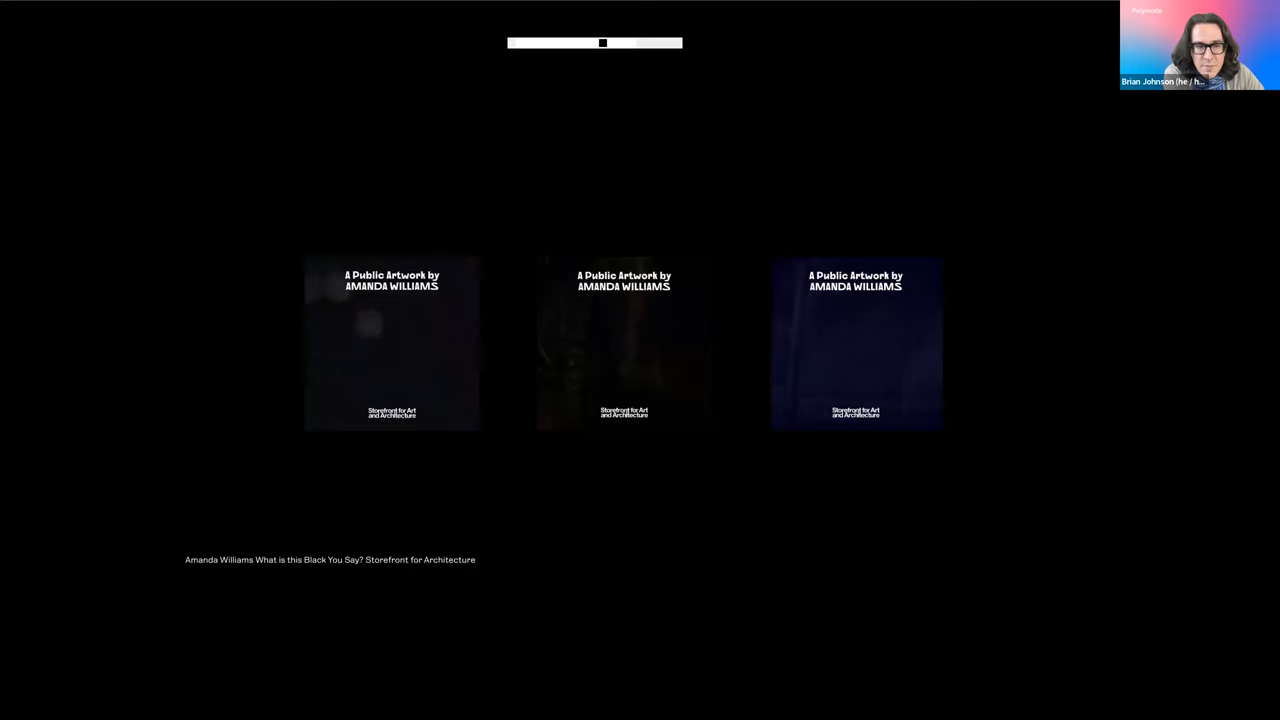 Polymode
Brian Johnson (he / h...
A Public Artwork by
AMANDA WILLIAMS
Storefront for Art
and Architecture
A Public Artwork by
AMANDA WILLIAMS
Storefront for Art
and Architecture
A Public Artwork by
AMANDA WILLIAMS
Storefront for Art
and Architecture
Amanda Williams What is this Black You Say? Storefront for Architecture